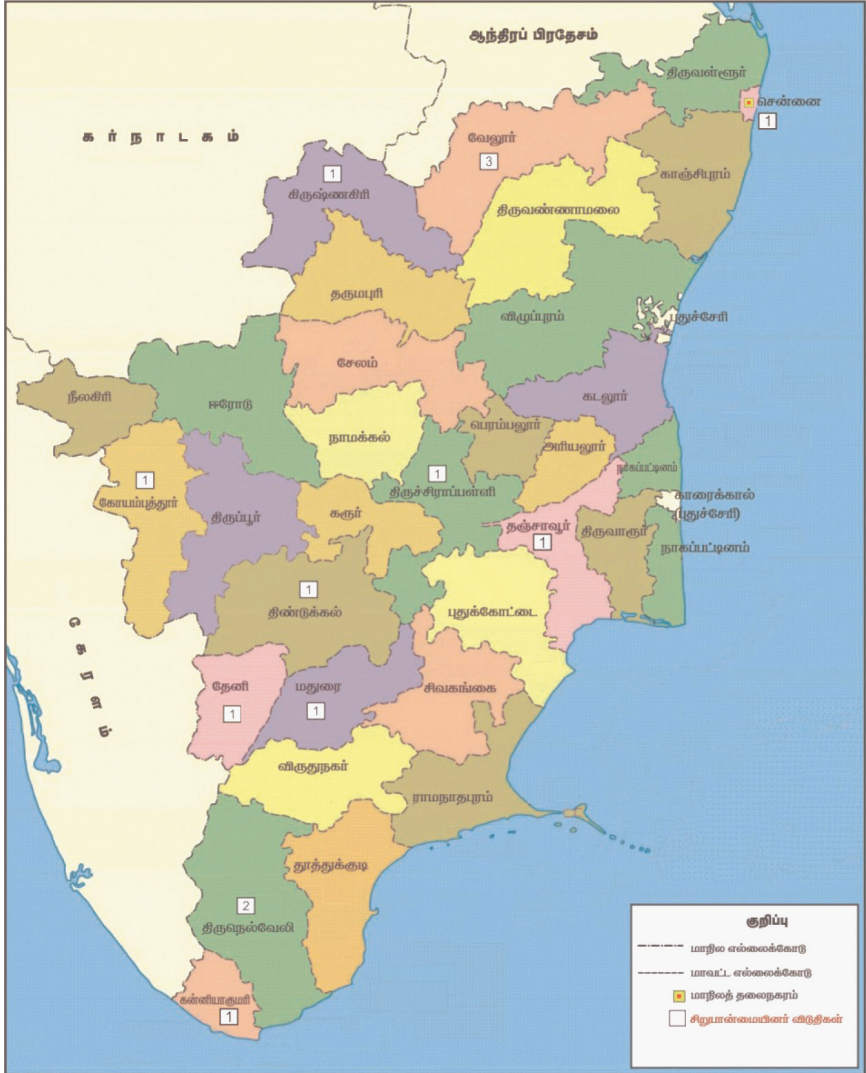 ஆந்திரப் பிரதேசம்
திருவள்ளூர்
சென்னை
1
கர்நாடகம்
வேலூர்
3
காஞ்சிபுரம்
1
கிருஷ்ணகிரி
திருவண்ணாமலை
தருமபுரி
விழுப்புரம்
புதுச்சேரி
சேலம்
நீலகிரி
ஈரோடு
கடலூர்
நாமக்கல்
பெரம்பலூர்
அரியலூர்
நாகப்பட்டினம்
1
கோயம்புத்தூர்
1
திருச்சிராப்பள்ளி
காரைக்கால்
(புதுச்சேரி)
திருப்பூர்
கரூர்
தஞ்சாவூர்
1
திருவாரூர்
நாகப்பட்டினம்
1
திண்டுக்கல்
புதுக்கோட்டை
கேரளம்
தேனி
1
மதுரை
1
சிவகங்கை
விருதுநகர்
ராமநாதபுரம்
தூத்துக்குடி
2
திருநெல்வேலி
கன்னியாகுமரி
1
குறிப்பு
மாநில எல்லைக்கோடு
மாவட்ட எல்லைக்கோடு
மாநிலத் தலைநகரம்
சிறுபான்மையினர் விடுதிகள்